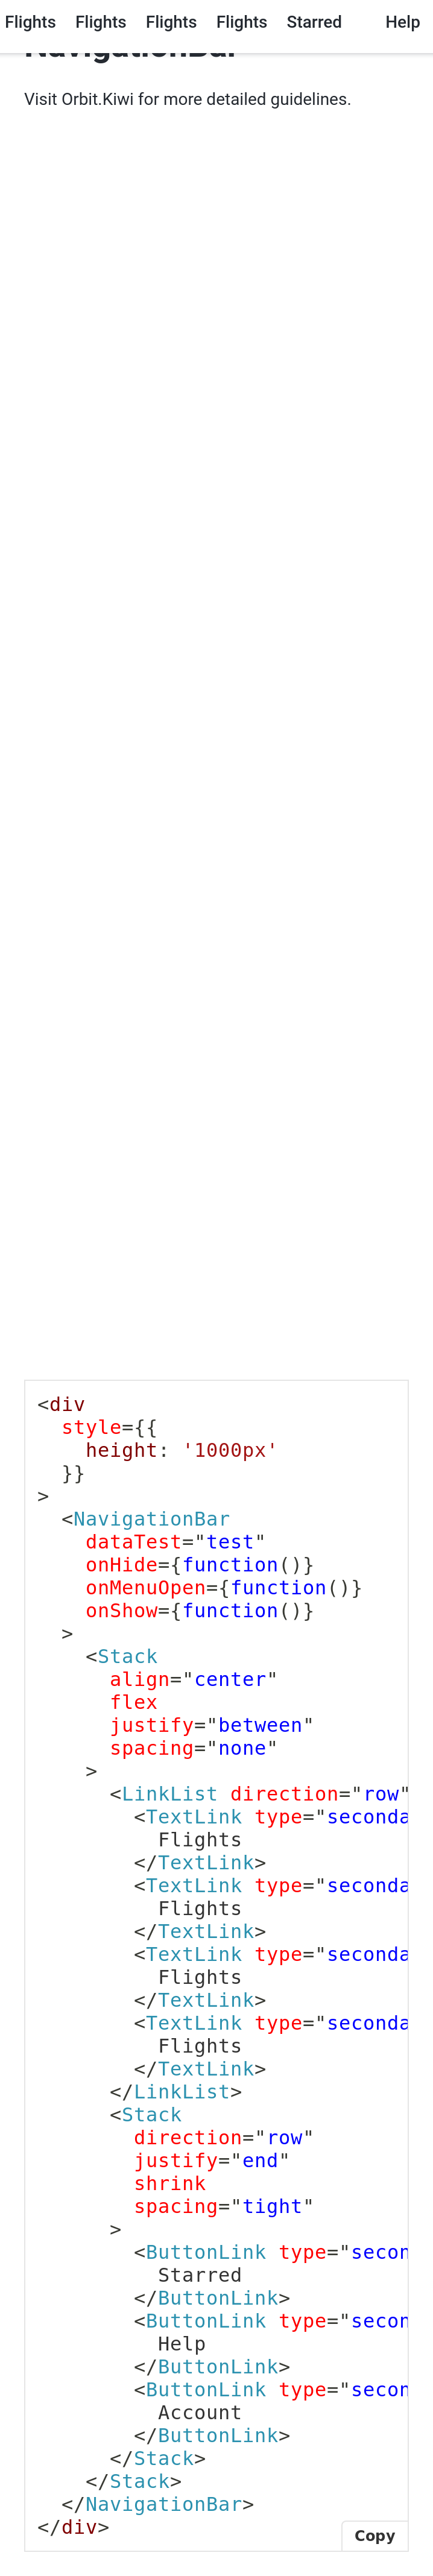 Flights Flights Flights Flights Starred Help
NavigationBar
Visit Orbit.Kiwi for more detailed guidelines.
<div
  style={{
    height: '1000px'
  }}
>
  <NavigationBar
    dataTest="test"
    onHide={function()}
    onMenuOpen={function()}
    onShow={function()}
  >
    <Stack
      align="center"
      flex
      justify="between"
      spacing="none"
    >
      <LinkList direction="row"
        <TextLink type="seconda
          Flights
        </TextLink>
        <TextLink type="seconda
          Flights
        </TextLink>
        <TextLink type="seconda
          Flights
        </TextLink>
        <TextLink type="seconda
          Flights
        </TextLink>
      </LinkList>
      <Stack
        direction="row"
        justify="end"
        shrink
        spacing="tight"
      >
        <ButtonLink type="secon
          Starred
        </ButtonLink>
        <ButtonLink type="secon
          Help
        </ButtonLink>
        <ButtonLink type="secon
          Account
        </ButtonLink>
      </Stack>
    </Stack>
  </NavigationBar>
</div>
Copy